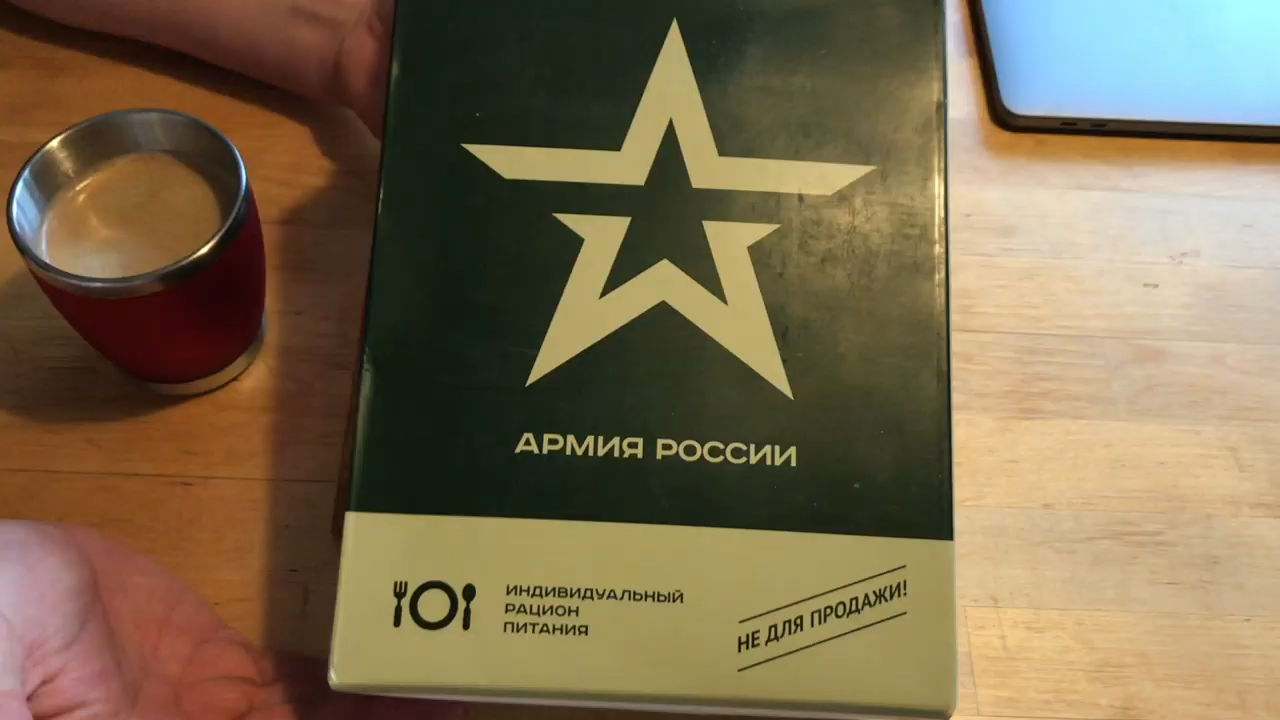 АРМИЯ РОССИИ
ИНДИВИДУАЛЬНЫЙ
РАЦИОН
ПИТАНИЯ
НЕ ДЛЯ ПРОДАЖИ!